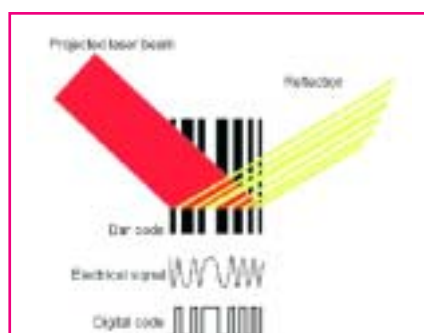 Projected laser beam
Reflection
Bar code
Electrical signal
Digital code